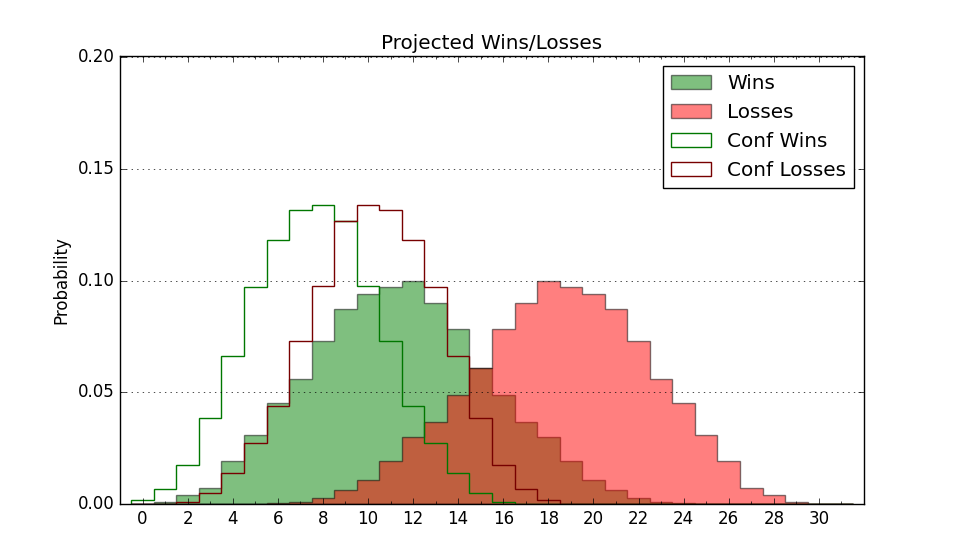 Projected Wins/Losses
Wins
Losses
Conf Wins
Conf Losses
Probability
0.20
0.15
0.10
0.05
0.00
0 2 4 6 8 10 12 14 16 18 20 22 24 26 28 30